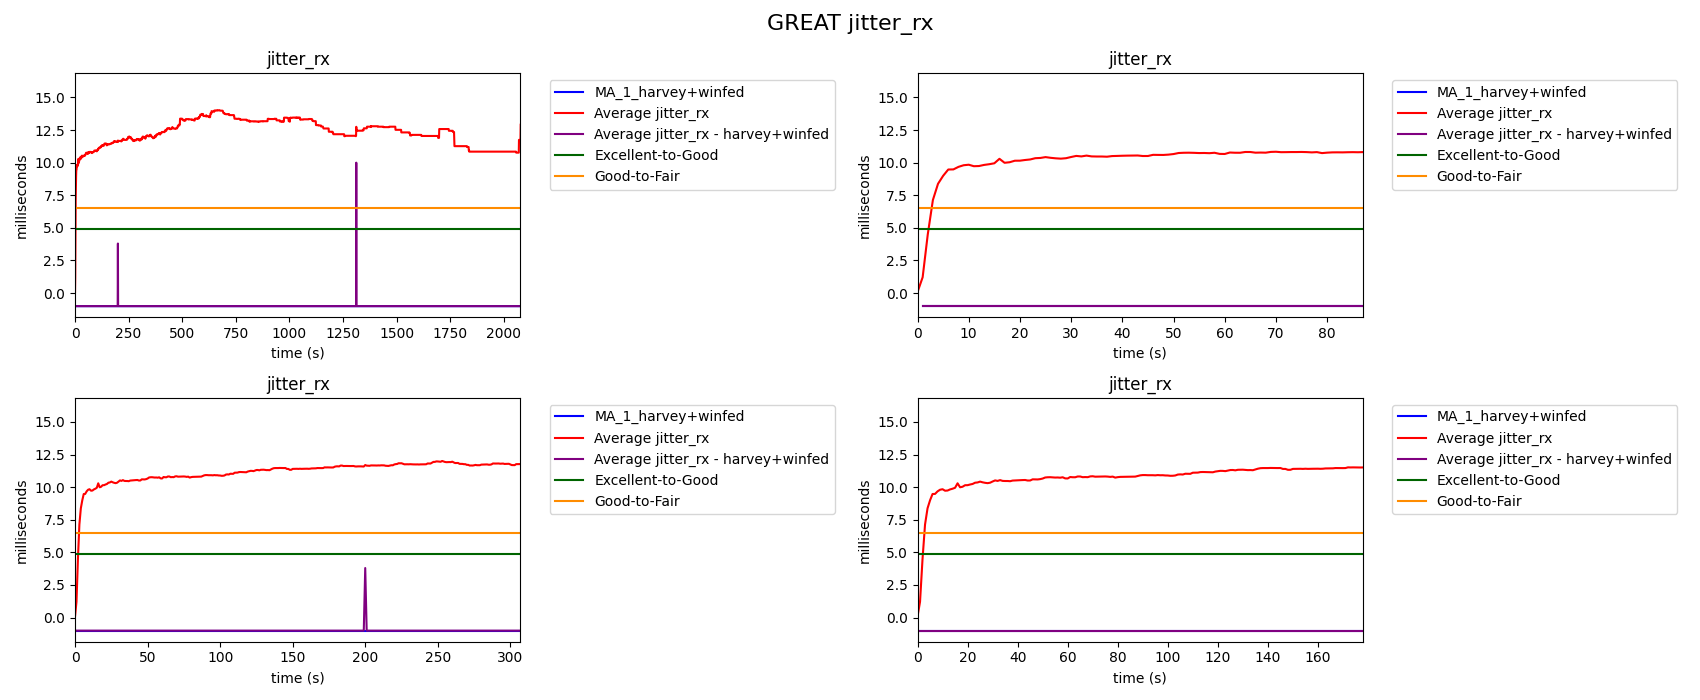 GREAT jitter_rx
jitter_rx
milliseconds
15.0
12.5
10.0
7.5
5.0
2.5
0.0
0 250 500 750 1000 1250 1500 1750 2000
time (s)
MA_1_harvey+winfed
Average jitter_rx
Average jitter_rx - harvey+winfed
Excellent-to-Good
Good-to-Fair
jitter_rx
milliseconds
15.0
12.5
10.0
7.5
5.0
2.5
0.0
0 10 20 30 40 50 60 70 80
time (s)
MA_1_harvey+winfed
Average jitter_rx
Average jitter_rx - harvey+winfed
Excellent-to-Good
Good-to-Fair
jitter_rx
milliseconds
15.0
12.5
10.0
7.5
5.0
2.5
0.0
0 50 100 150 200 250 300
time (s)
MA_1_harvey+winfed
Average jitter_rx
Average jitter_rx - harvey+winfed
Excellent-to-Good
Good-to-Fair
jitter_rx
milliseconds
15.0
12.5
10.0
7.5
5.0
2.5
0.0
0 20 40 60 80 100 120 140 160
time (s)
MA_1_harvey+winfed
Average jitter_rx
Average jitter_rx - harvey+winfed
Excellent-to-Good
Good-to-Fair